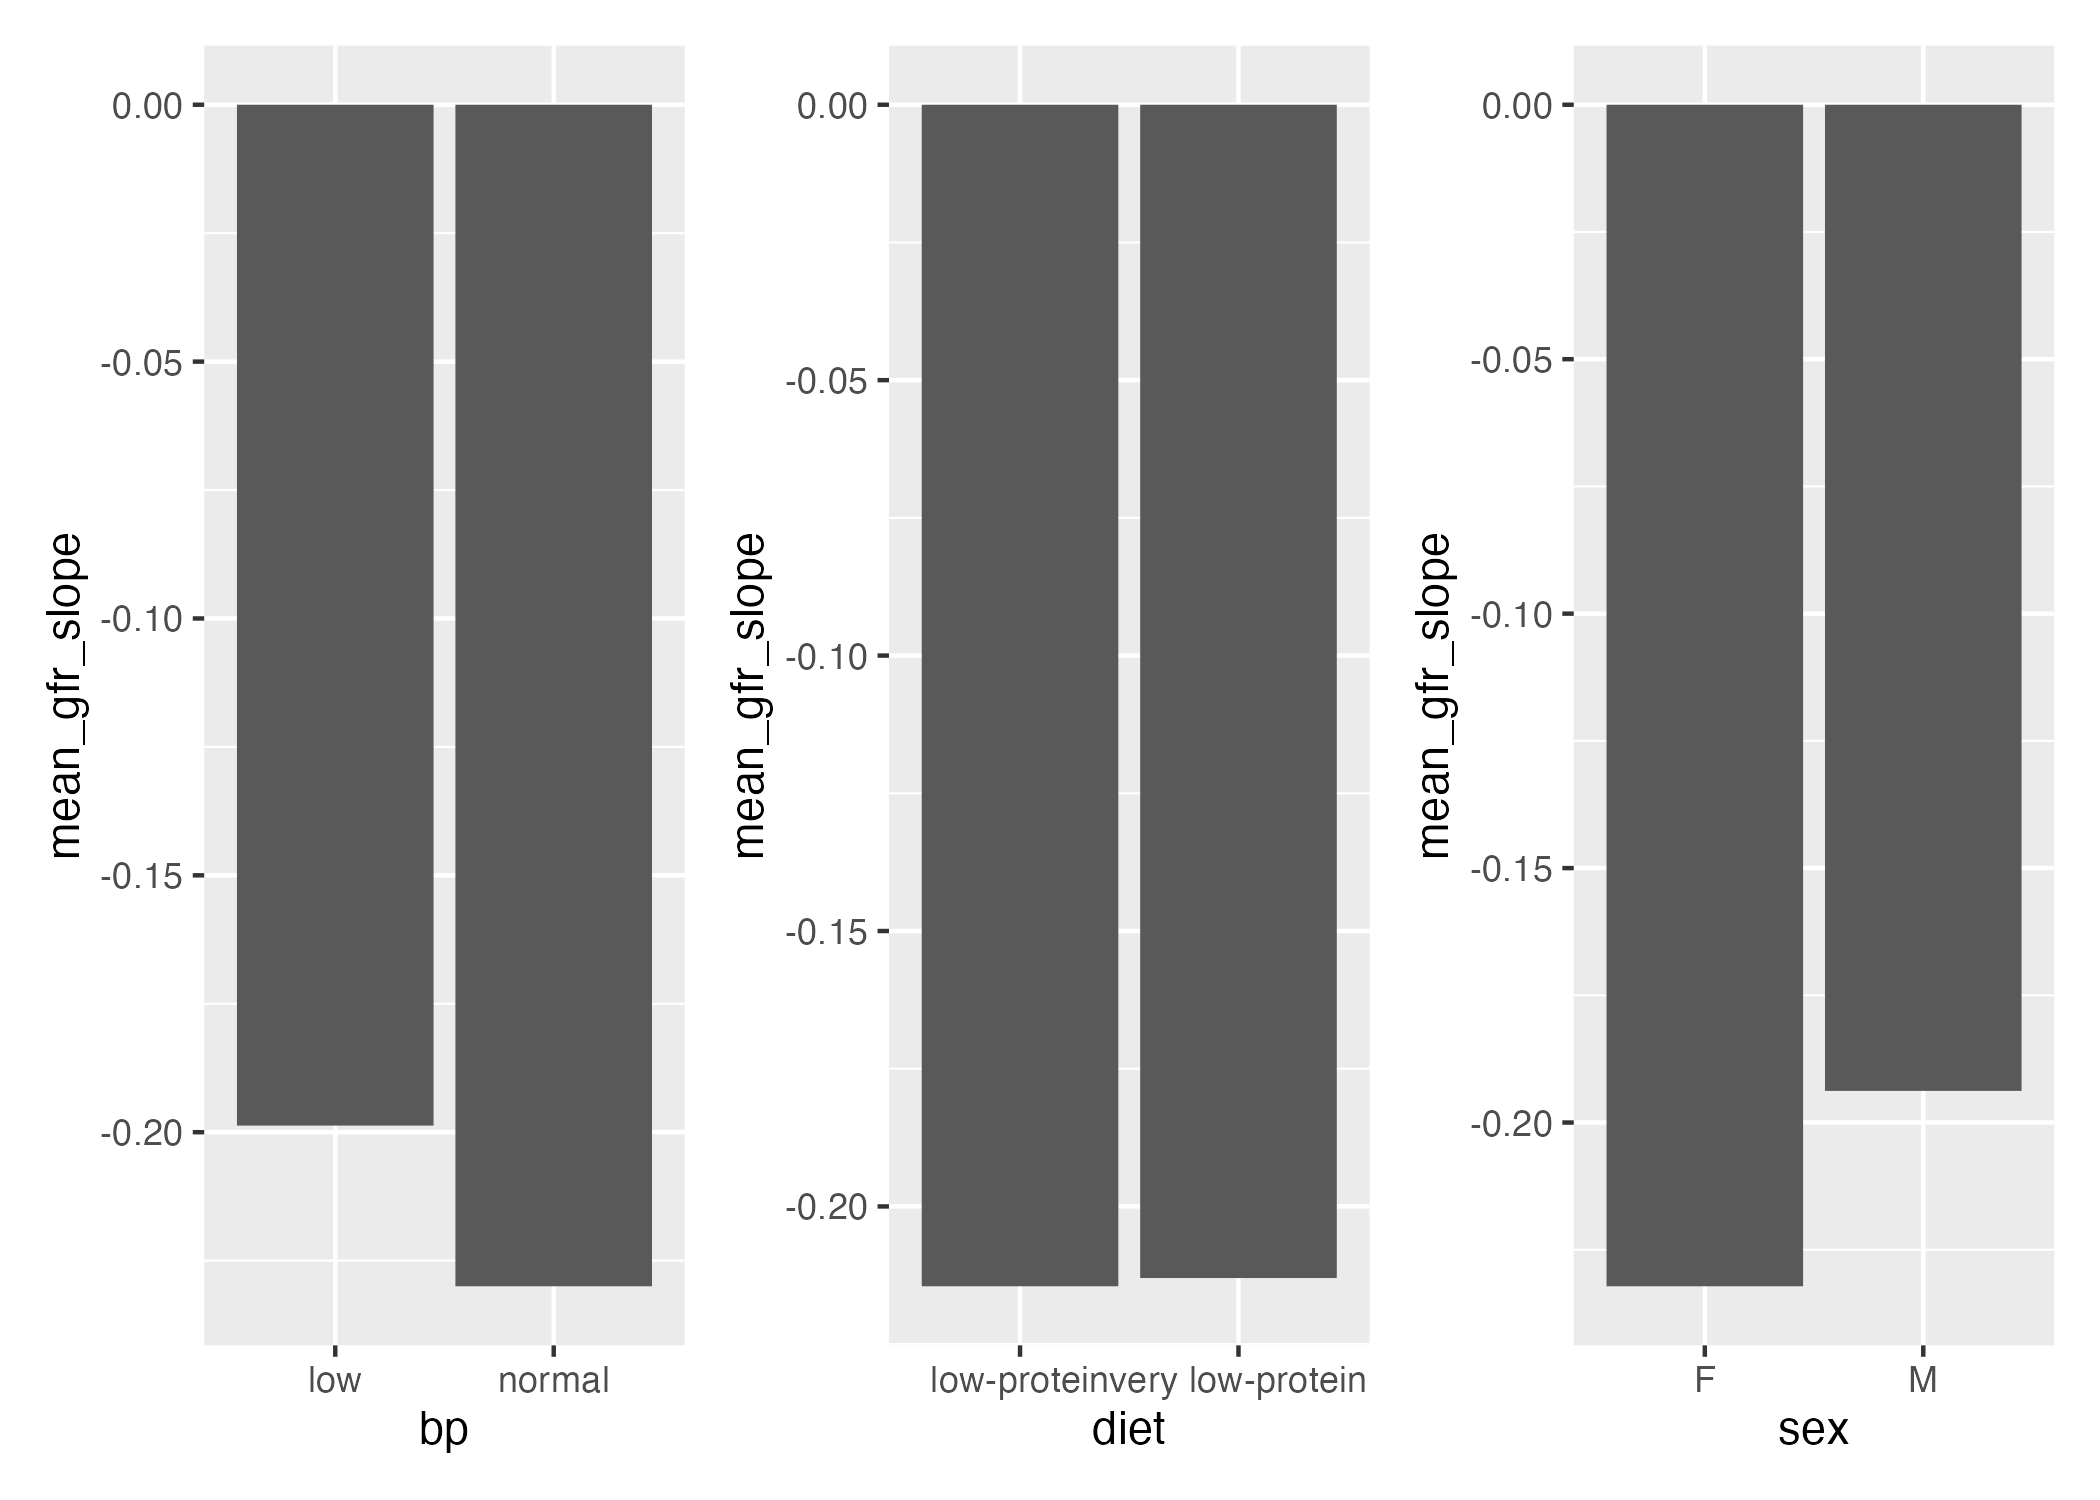 mean_gfr_slope
0.00
-0.05
-0.10
-0.15
-0.20
low normal
bp
mean_gfr_slope
0.00
-0.05
-0.10
-0.15
-0.20
low-proteinvery low-protein
diet
mean_gfr_slope
0.00
-0.05
-0.10
-0.15
-0.20
F M
sex